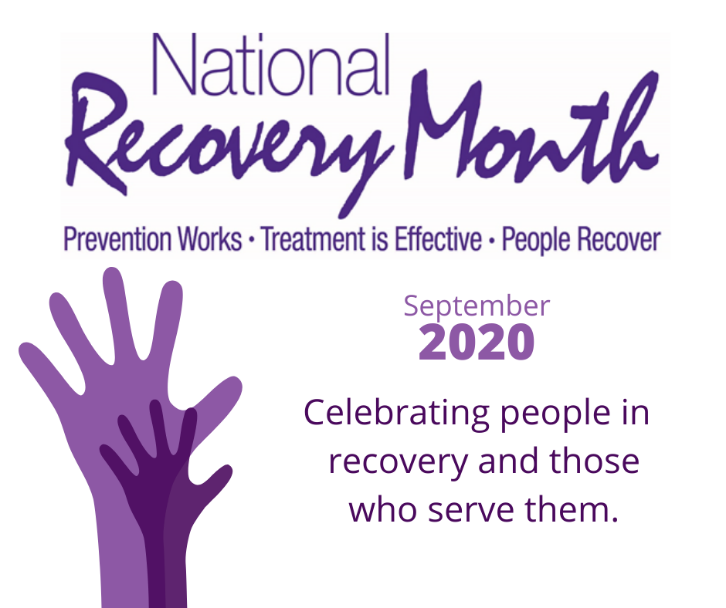 National
Recovery Month
Prevention Works • Treatment is Effective • People Recover
September
2020
Celebrating people in
recovery and those
who serve them.